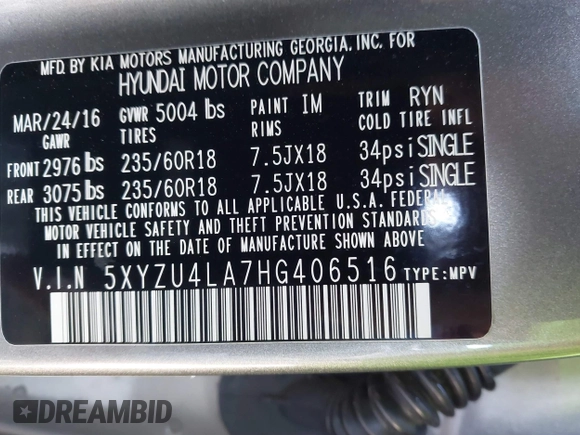 MFD. BY KIA MOTORS MANUFACTURING GEORGIA, INC. FOR
HYUNDAI MOTOR COMPANY
MAR/24/16 GVWR 5004 lbs PAINT IM TRIM RYN
GAWR TIRES RIMS COLD TIRE INFL
FRONT 2976 lbs 235/60R18 7.5JX18 34psi SINGLE
REAR 3075 lbs 235/60R18 7.5JX18 34psi SINGLE
THIS VEHICLE CONFORMS TO ALL APPLICABLE U.S.A. FEDERAL
MOTOR VEHICLE SAFETY AND THEFT PREVENTION STANDARDS
IN EFFECT ON THE DATE OF MANUFACTURE SHOWN ABOVE.
V.I.N 5XYZU4LA7HG406516 TYPE: MPV
DREAMBID